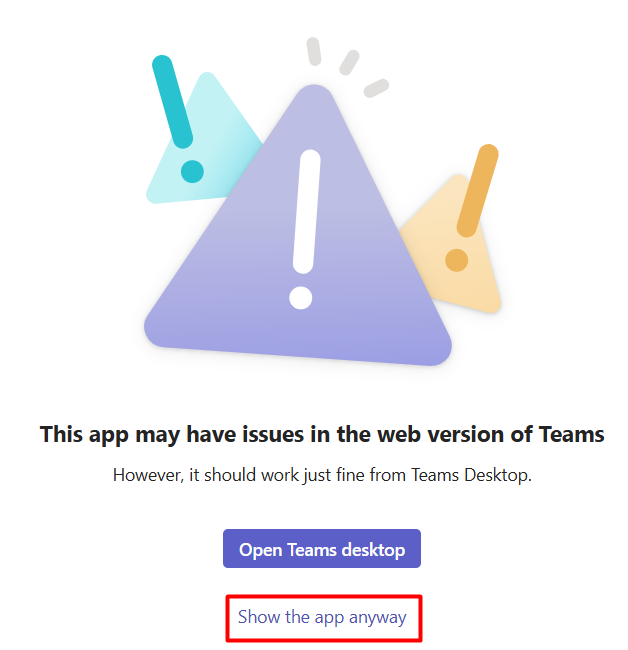 This app may have issues in the web version of Teams
However, it should work just fine from Teams Desktop.
Open Teams desktop
Show the app anyway